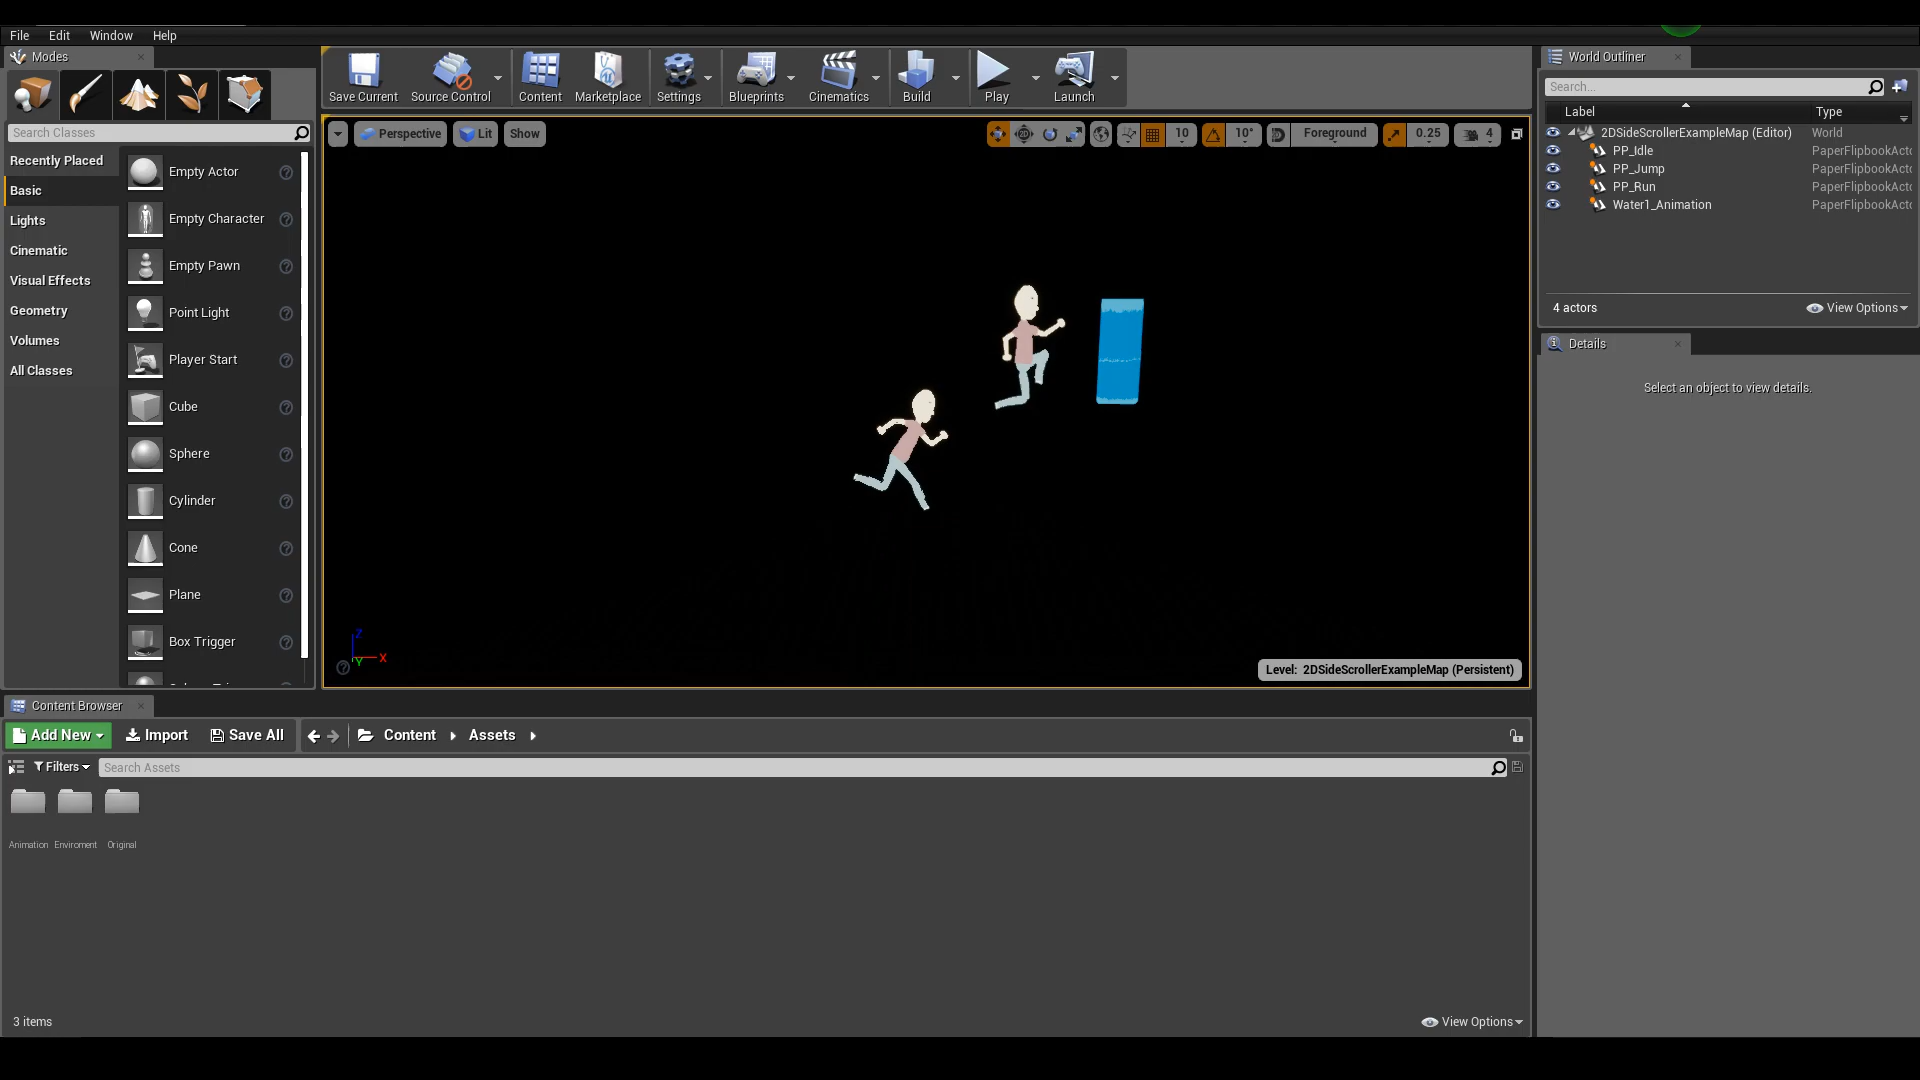 File Edit Window Help
Modes
Search Classes
Recently Placed
Basic
Lights
Cinematic
Visual Effects
Geometry
Volumes
All Classes
Empty Actor
Empty Character
Empty Pawn
Point Light
Player Start
Cube
Sphere
Cylinder
Cone
Plane
Box Trigger
Save Current Source Control Content Marketplace Settings Blueprints Cinematics Build Play Launch
Perspective Lit Show 10 10° Foreground 0.25 4
Z
Y X
Level: 2DSideScrollerExampleMap (Persistent)
World Outliner
Search...
Label Type
2DSideScrollerExampleMap (Editor) World
PP_Idle PaperFlipbookActo
PP_Jump PaperFlipbookActo
PP_Run PaperFlipbookActo
Water1_Animation PaperFlipbookActo
4 actors View Options
Details
Select an object to view details.
Content Browser
Add New Import Save All Content Assets
Filters Search Assets
Animation Enviroment Original
3 items View Options